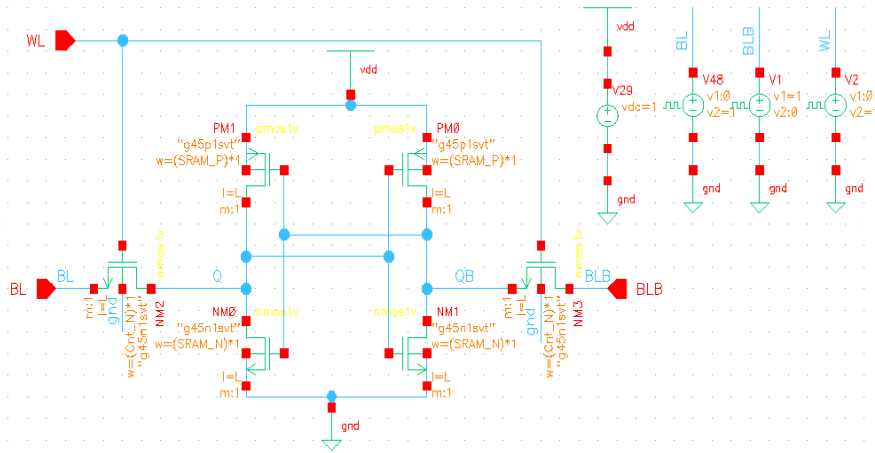 WL
vdd
PM1
pmos1v
"g45p1svt"
w=(SRAM_P)*1
l=L
m:1
pmos1v
PM0
"g45p1svt"
w=(SRAM_P)*1
l=L
m:1
BL
BL
m:1
l=L
gnd
w=(Cnt_N)*1
"g45n1svt"
NM2
nmos1v
Q
NM0
nmos1v
"g45n1svt"
w=(SRAM_N)*1
l=L
m:1
QB
nmos1v
NM1
"g45n1svt"
w=(SRAM_N)*1
l=L
m:1
gnd
m:1
l=L
gnd
w=(Cnt_N)*1
"g45n1svt"
NM3
nmos1v
BLB
BLB
vdd
V29
vdc=1
gnd
BL
V48
v1:0
v2=1
gnd
BLB
V1
v1=1
v2:0
gnd
WL
V2
v1:0
v2=
gnd